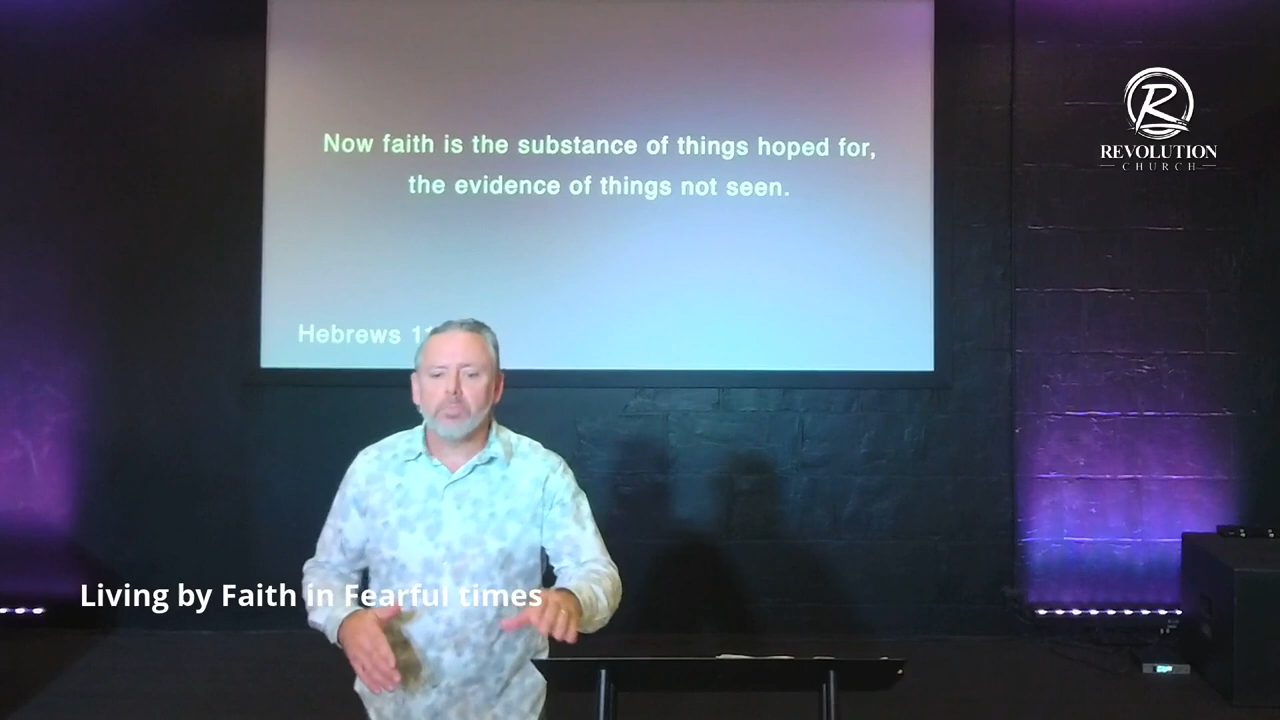 Now faith is the substance of things hoped for,
the evidence of things not seen.
Hebrews 11
R
REVOLUTION
CHURCH
Living by Faith in Fearful times